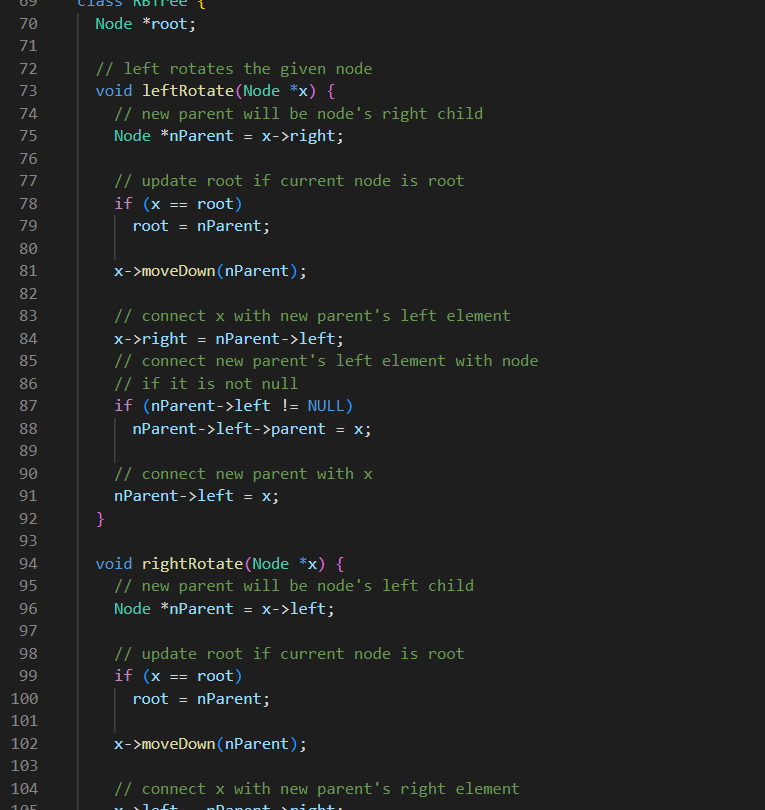 69 class RBTree {
70 Node *root;
71
72 // left rotates the given node
73 void leftRotate(Node *x) {
74 // new parent will be node's right child
75 Node *nParent = x->right;
76
77 // update root if current node is root
78 if (x == root)
79 root = nParent;
80
81 x->moveDown(nParent);
82
83 // connect x with new parent's left element
84 x->right = nParent->left;
85 // connect new parent's left element with node
86 // if it is not null
87 if (nParent->left != NULL)
88 nParent->left->parent = x;
89
90 // connect new parent with x
91 nParent->left = x;
92 }
93
94 void rightRotate(Node *x) {
95 // new parent will be node's left child
96 Node *nParent = x->left;
97
98 // update root if current node is root
99 if (x == root)
100 root = nParent;
101
102 x->moveDown(nParent);
103
104 // connect x with new parent's right element
105 x->left = nParent->right;